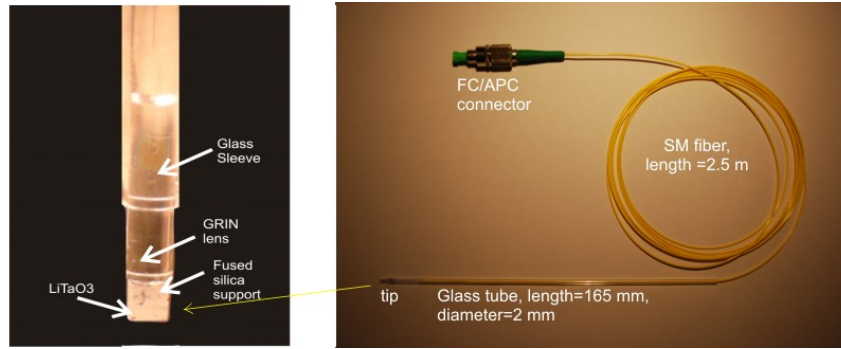 Glass
Sleeve
GRIN
lens
Fused
silica
support
LiTaO3
FC/APC
connector
SM fiber,
length =2.5 m
tip
Glass tube, length=165 mm,
diameter=2 mm